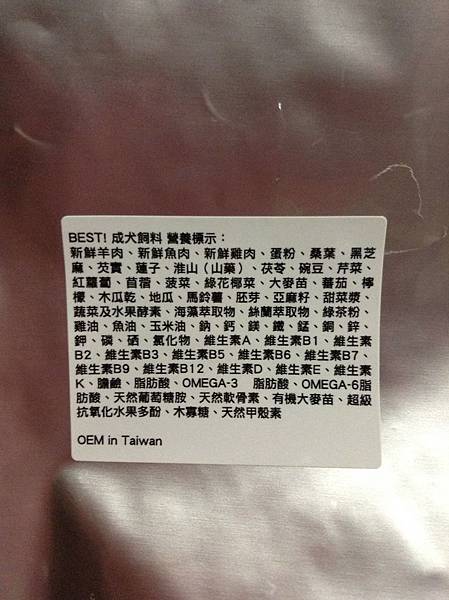 BEST! 成犬飼料 營養標示：
新鮮羊肉、新鮮魚肉、新鮮雞肉、蛋粉、桑葉、黑芝
麻、芡實、蓮子、淮山（山藥）、茯苓、碗豆、芹菜、
紅蘿蔔、苜蓿、菠菜、綠花椰菜、大麥苗、蕃茄、檸
檬、木瓜乾、地瓜、馬鈴薯、胚芽、亞麻籽、甜菜漿、
蔬菜及水果酵素、海藻萃取物、絲蘭萃取物、綠茶粉、
雞油、魚油、玉米油、鈉、鈣、鎂、鐵、錳、銅、鋅、
鉀、磷、硒、氯化物、維生素A、維生素B1、維生素
B2、維生素B3、維生素B5、維生素B6、維生素B7、
維生素B9、維生素B12、維生素D、維生素E、維生素
K、膽鹼、脂肪酸、OMEGA-3 脂肪酸、OMEGA-6脂
肪酸、天然葡萄糖胺、天然軟骨素、有機大麥苗、超級
抗氧化水果多酚、木寡糖、天然甲殼素
OEM in Taiwan